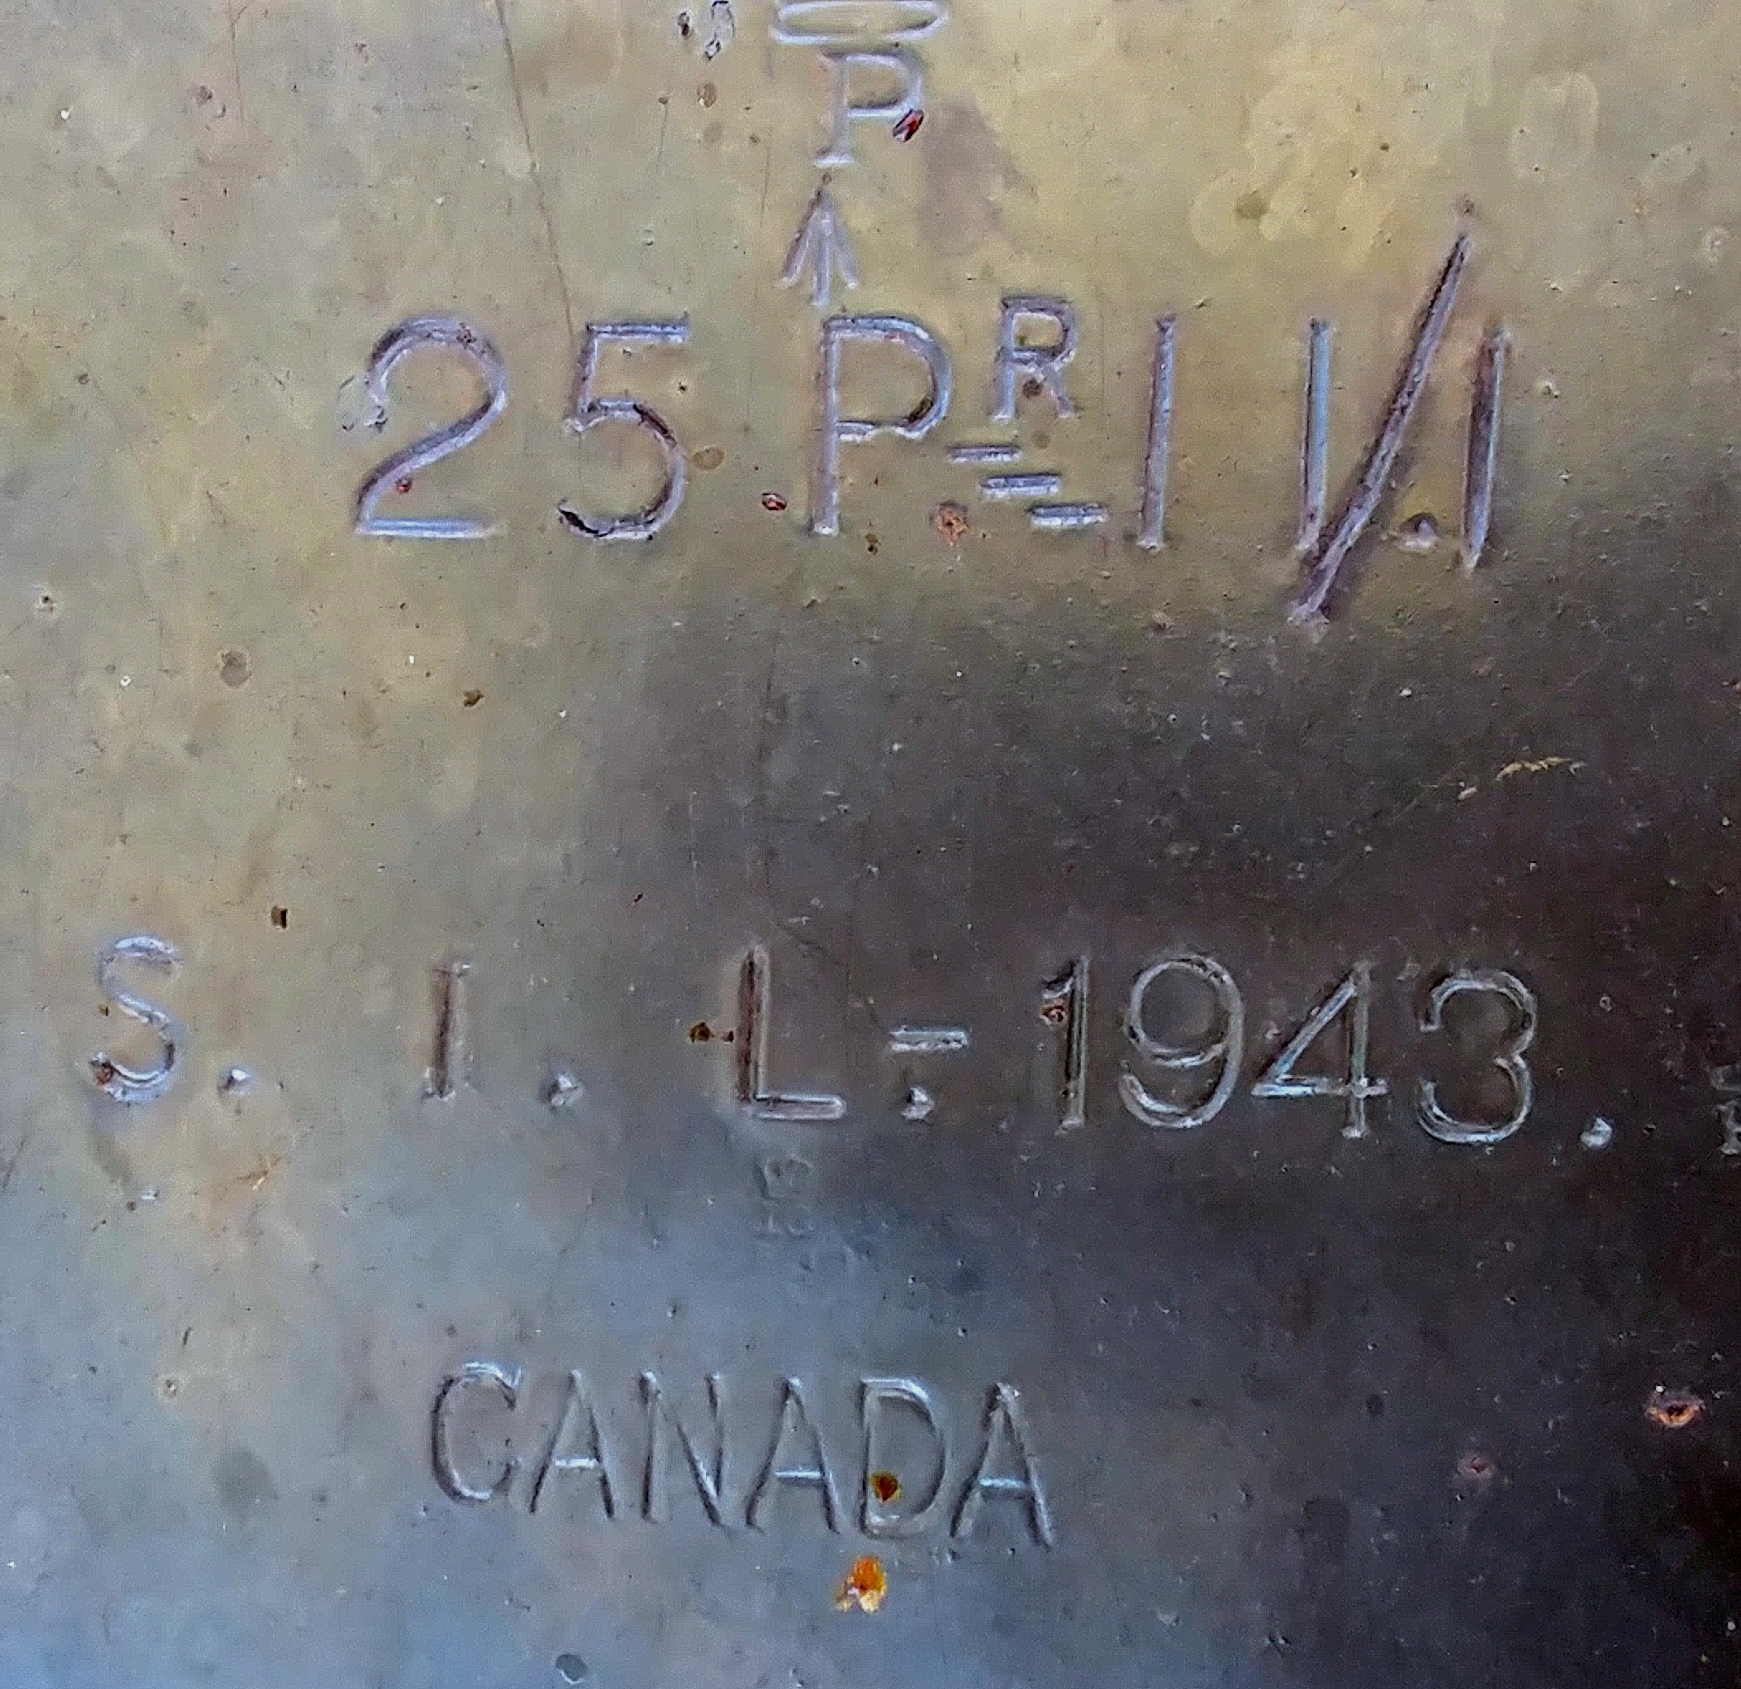 P
25 PR I I/.I
S. I. L.- 1943.
CANADA